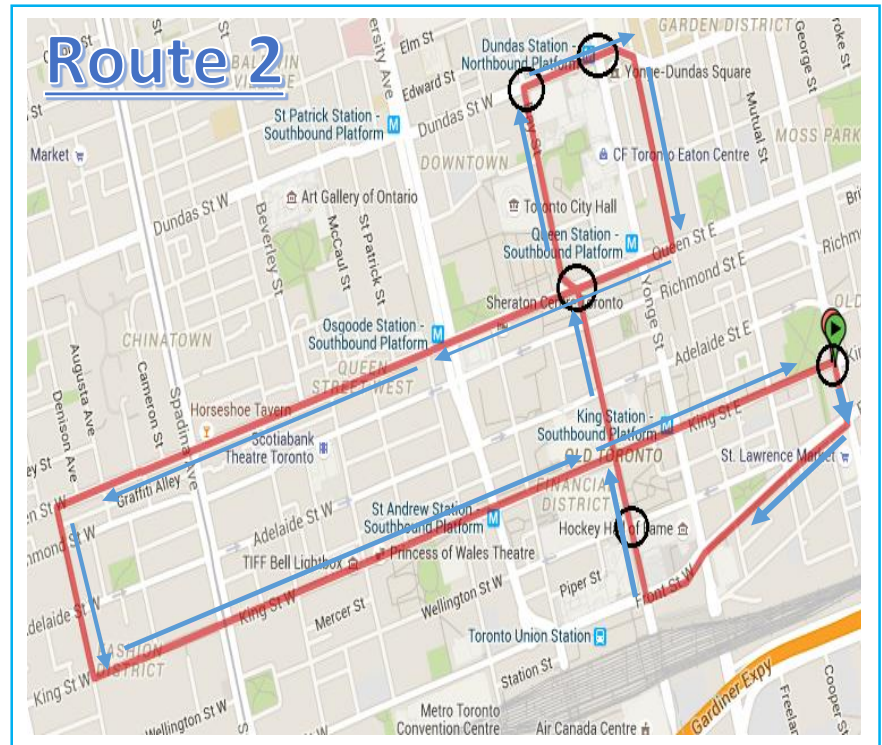 Route 2
GARDEN DISTRICT
Elm St
Dundas Station -
Northbound Platform
Yonge-Dundas Square
Edward St
St Patrick Station -
Southbound Platform
Dundas St W
Mutual St
MOSS PARK
Market
DOWNTOWN
CF Toronto Eaton Centre
Art Gallery of Ontario
Toronto City Hall
Dundas St W
Beverley St
McCaul St
St Patrick St
Queen Station -
Southbound Platform
Queen St E
Yonge St
Richmond St E
Sheraton Centre Toronto
CHINATOWN
Osgoode Station -
Southbound Platform
Adelaide St E
QUEEN
STREET WEST
Augusta Ave
Denison Ave
Cameron St
Spadina Ave
Horseshoe Tavern
Scotiabank
Theatre Toronto
King Station -
Southbound Platform
King St E
OLD TORONTO
St. Lawrence Market
Graffiti Alley
FINANCIAL
DISTRICT
Adelaide St W
St Andrew Station -
Southbound Platform
Hockey Hall of Fame
TIFF Bell Lightbox
Princess of Wales Theatre
Piper St
King St W
Mercer St
Wellington St W
Front St W
Toronto Union Station
FASHION
DISTRICT
King St W
Station St
Wellington St W
Metro Toronto
Convention Centre
Air Canada Centre
Gardiner Expy
Cooper St